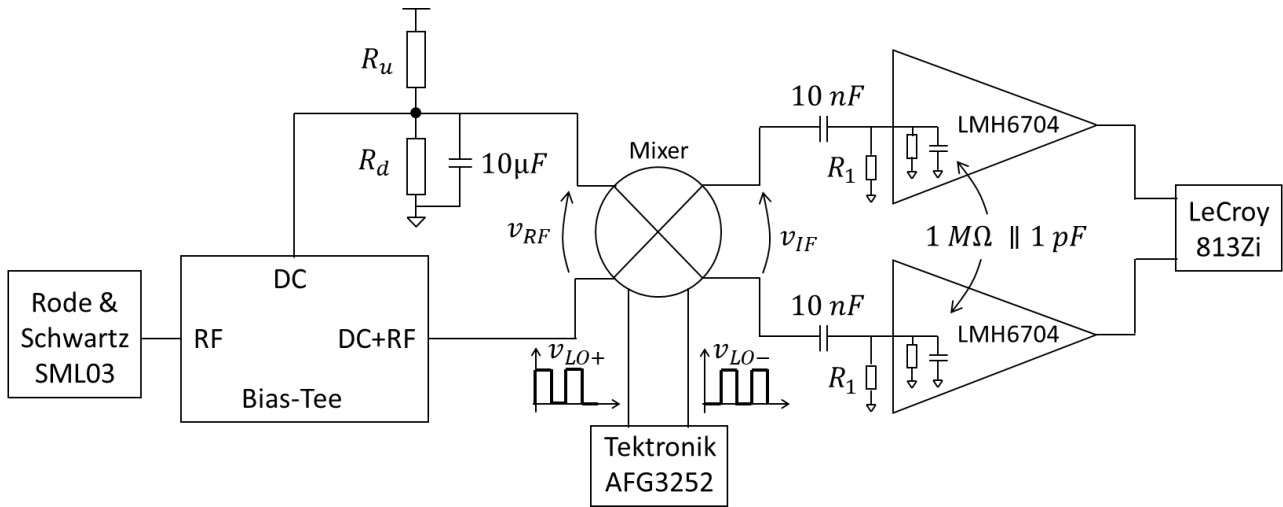 R_u
R_d
10μF
DC
Rode &
Schwartz
SML03
RF
DC+RF
Bias-Tee
v_RF
Mixer
v_IF
v_LO+
v_LO−
Tektronik
AFG3252
10 nF
R_1
LMH6704
1 MΩ ∥ 1 pF
10 nF
R_1
LMH6704
LeCroy
813Zi